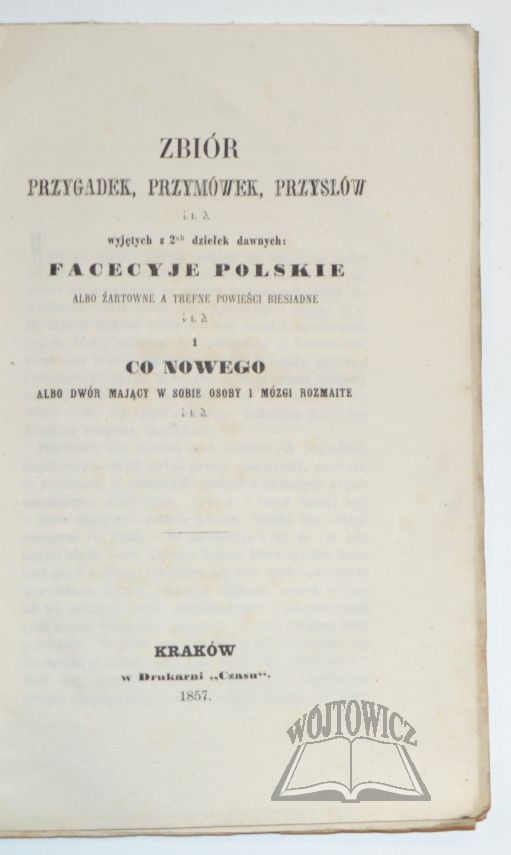 ZBIÓR
PRZYGADEK, PRZYMÓWEK, PRZYSŁÓW
i t. d.
wyjętych z 2ch dziełek dawnych:
FACECYJE POLSKIE
ALBO ŻARTOWNE A TREFNE POWIEŚCI BIESIADNE
i t. d.
i
CO NOWEGO
ALBO DWÓR MAJĄCY W SOBIE OSOBY I MÓZGI ROZMAITE
i t. d.
KRAKÓW
w Drukarni „Czasu“.
1857.
WÓJTOWICZ